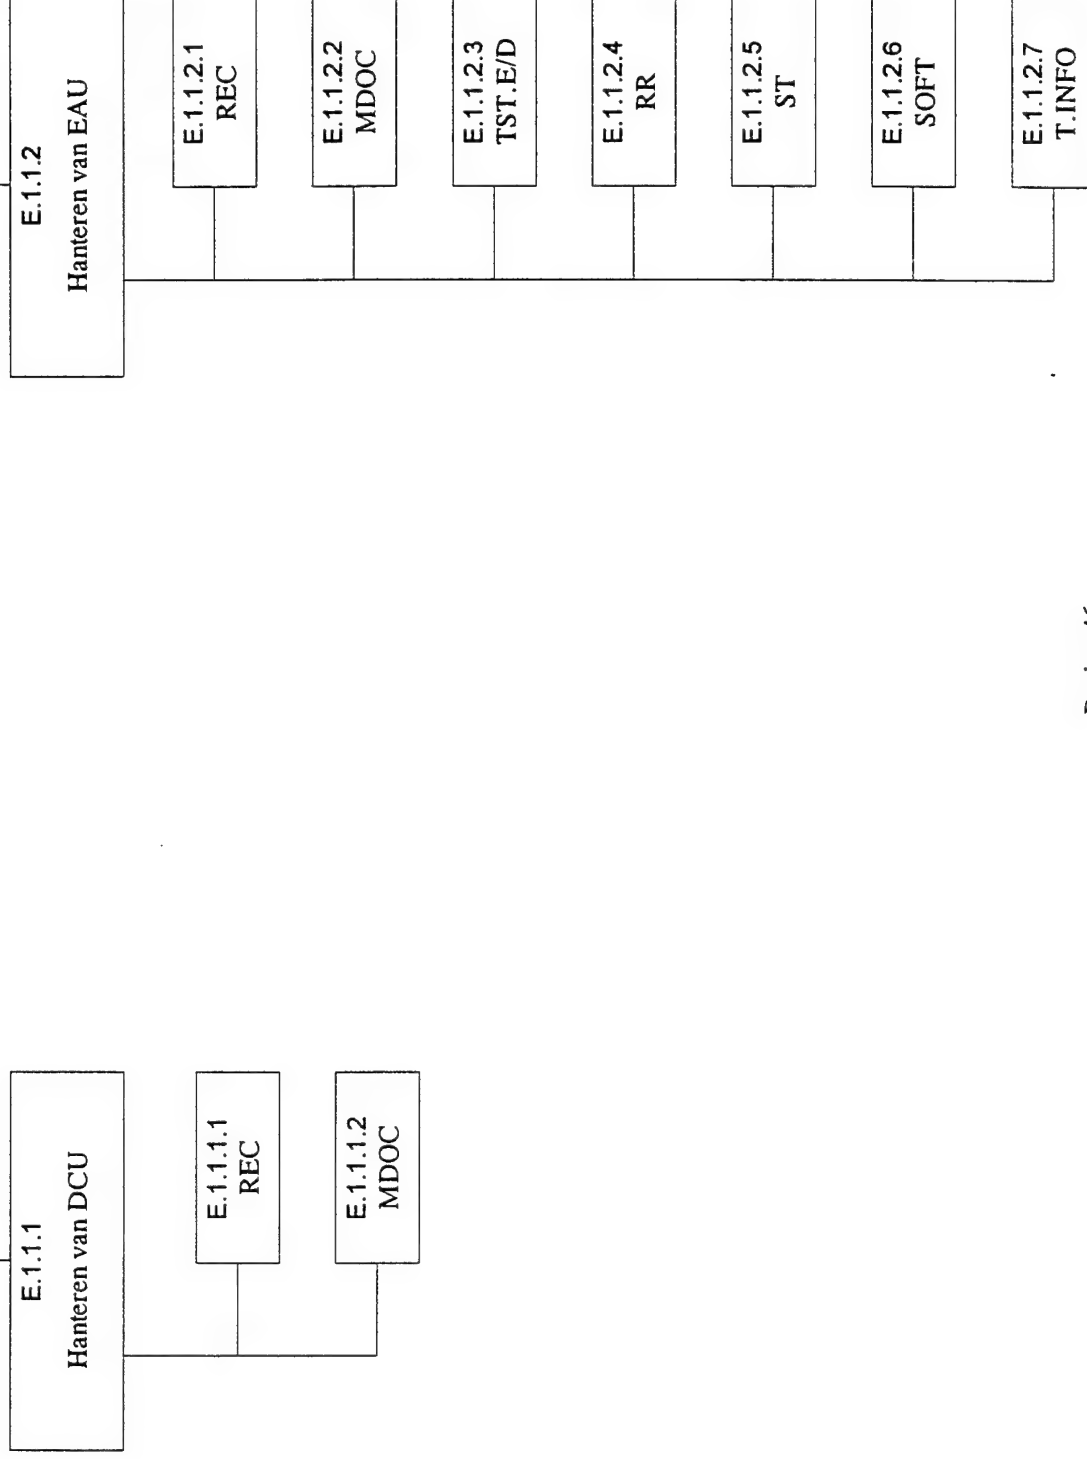 E.1.1.1
Hanteren van DCU
E.1.1.1.1
REC
E.1.1.1.2
MDOC
E.1.1.2
Hanteren van EAU
E.1.1.2.1
REC
E.1.1.2.2
MDOC
E.1.1.2.3
TST.E/D
E.1.1.2.4
RR
E.1.1.2.5
ST
E.1.1.2.6
SOFT
E.1.1.2.7
T.INFO